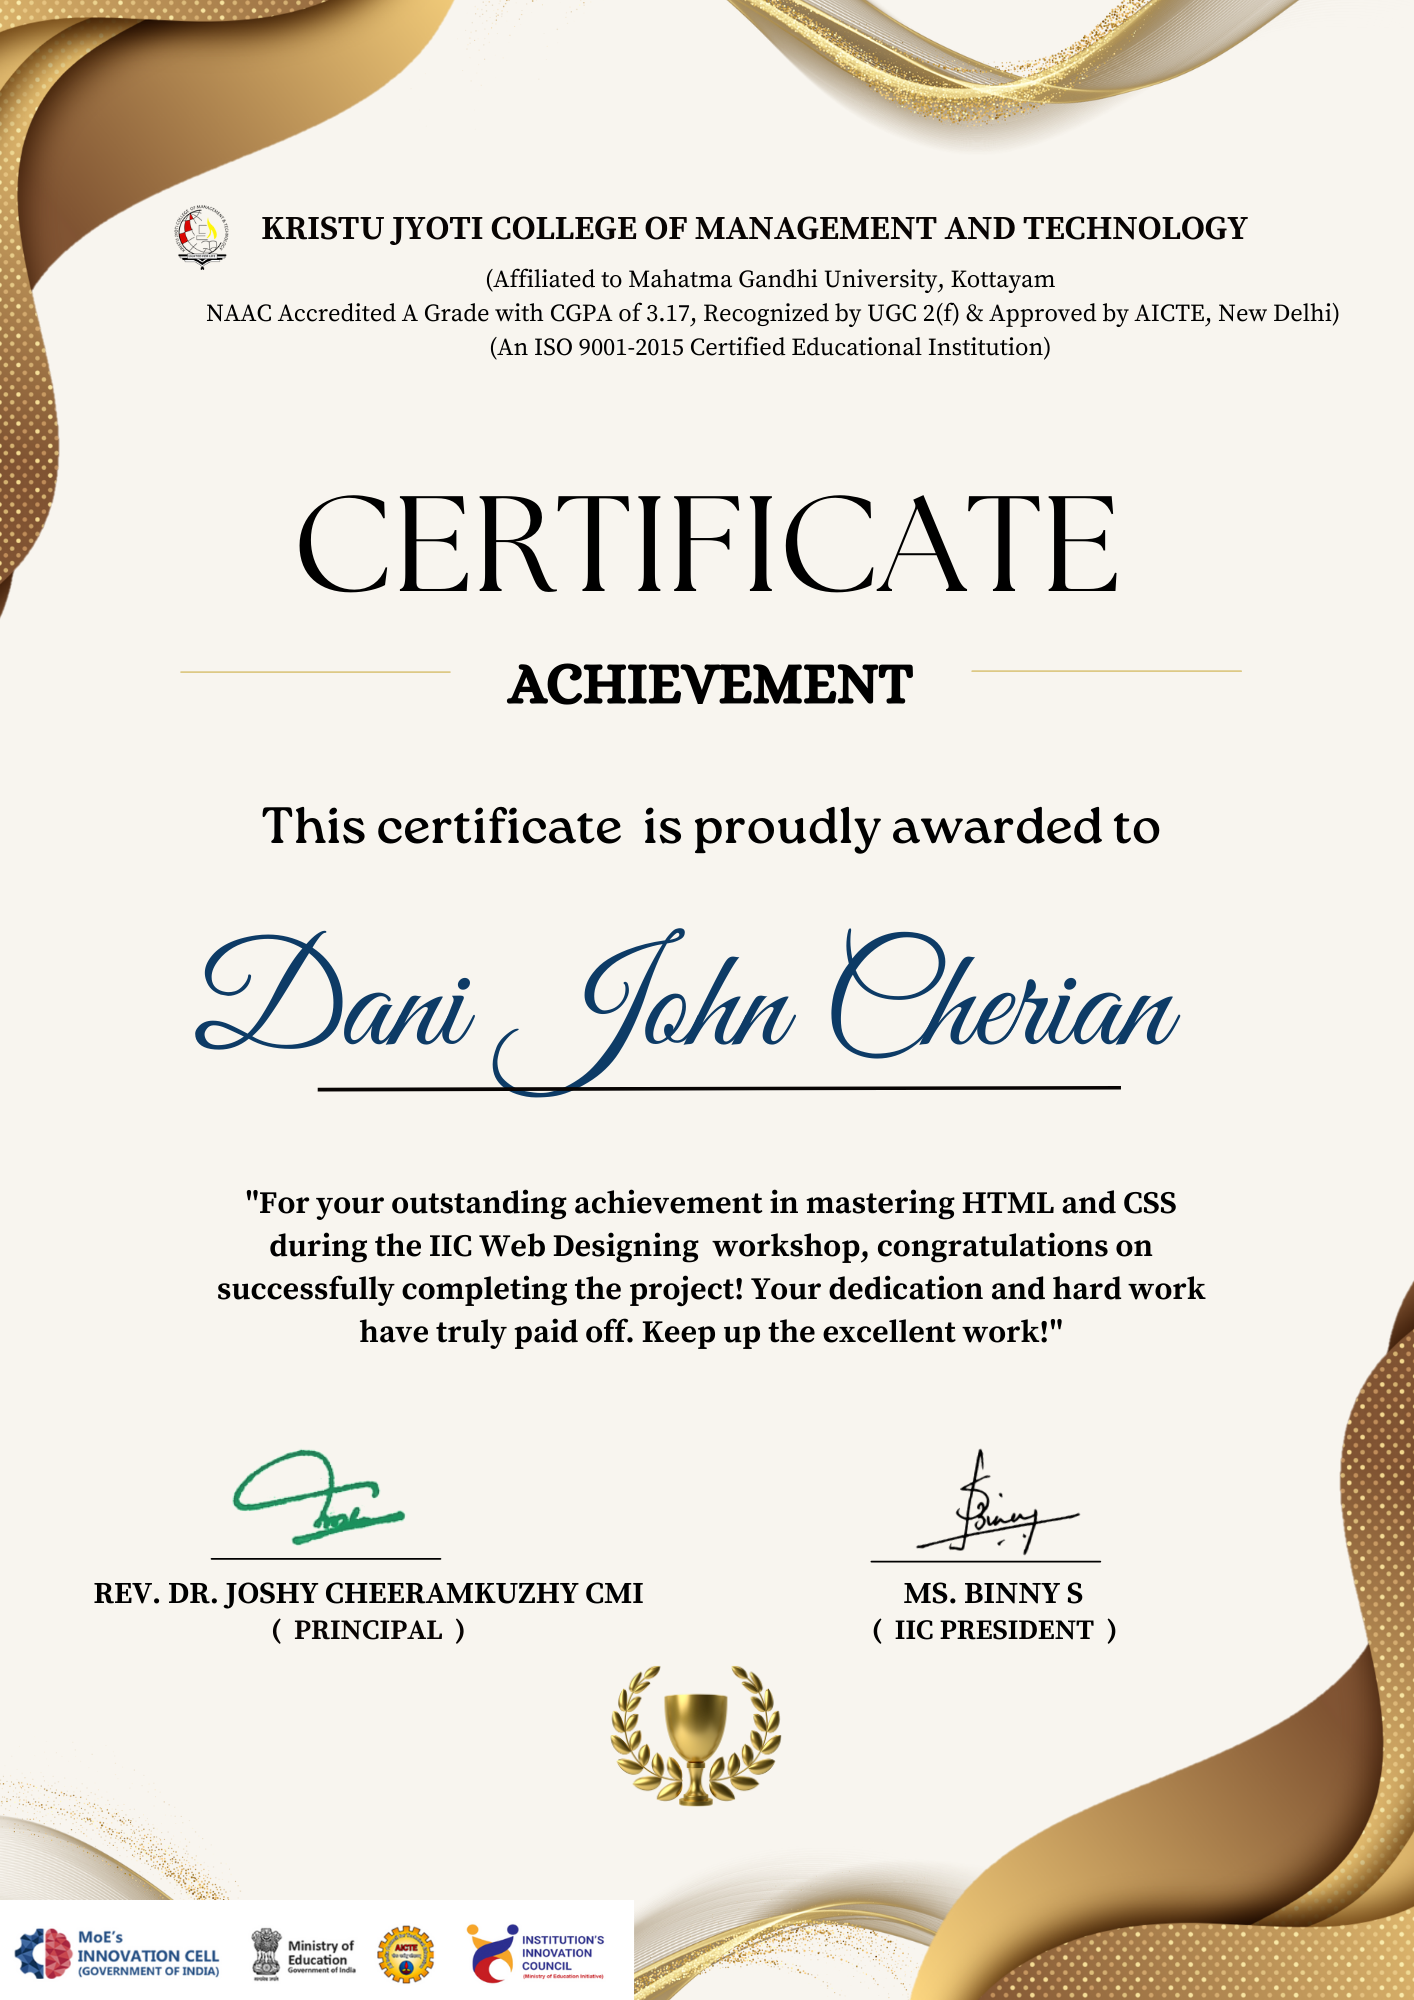 KRISTU JYOTI COLLEGE OF MANAGEMENT AND TECHNOLOGY
(Affiliated to Mahatma Gandhi University, Kottayam
NAAC Accredited A Grade with CGPA of 3.17, Recognized by UGC 2(f) & Approved by AICTE, New Delhi)
(An ISO 9001-2015 Certified Educational Institution)
CERTIFICATE
ACHIEVEMENT
This certificate is proudly awarded to
Dani John Cherian
"For your outstanding achievement in mastering HTML and CSS
during the IIC Web Designing workshop, congratulations on
successfully completing the project! Your dedication and hard work
have truly paid off. Keep up the excellent work!"
Binny
REV. DR. JOSHY CHEERAMKUZHY CMI
( PRINCIPAL )
MS. BINNY S
( IIC PRESIDENT )
MoE's
INNOVATION CELL
(GOVERNMENT OF INDIA)
Ministry of
Education
Government of India
AICTE
INSTITUTION'S
INNOVATION
COUNCIL
(Ministry of Education Initiative)